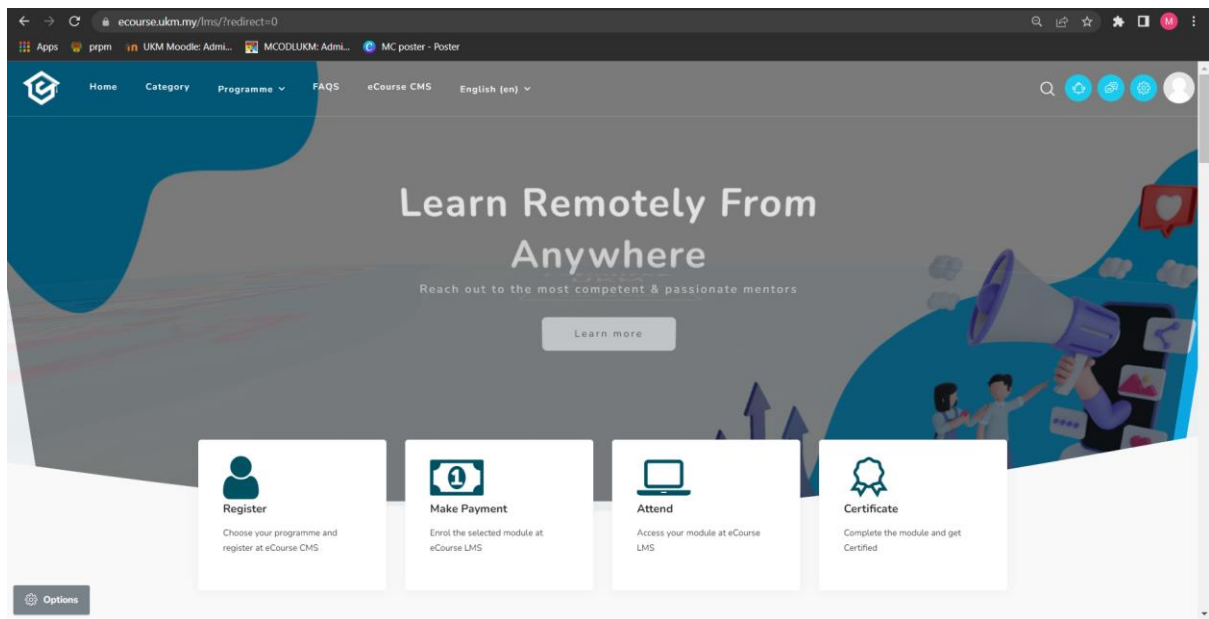 ecourse.ukm.my/lms/?redirect=0
M
Apps prpm UKM Moodle: Admi... MCODLUKM: Admi... MC poster - Poster
Home Category Programme FAQS eCourse CMS English (en)
Learn Remotely From
Anywhere
Reach out to the most competent & passionate mentors
Learn more
1
Register
Choose your programme and
register at eCourse CMS
Make Payment
Enrol the selected module at
eCourse LMS
Attend
Access your module at eCourse
LMS
Certificate
Complete the module and get
Certified
Options